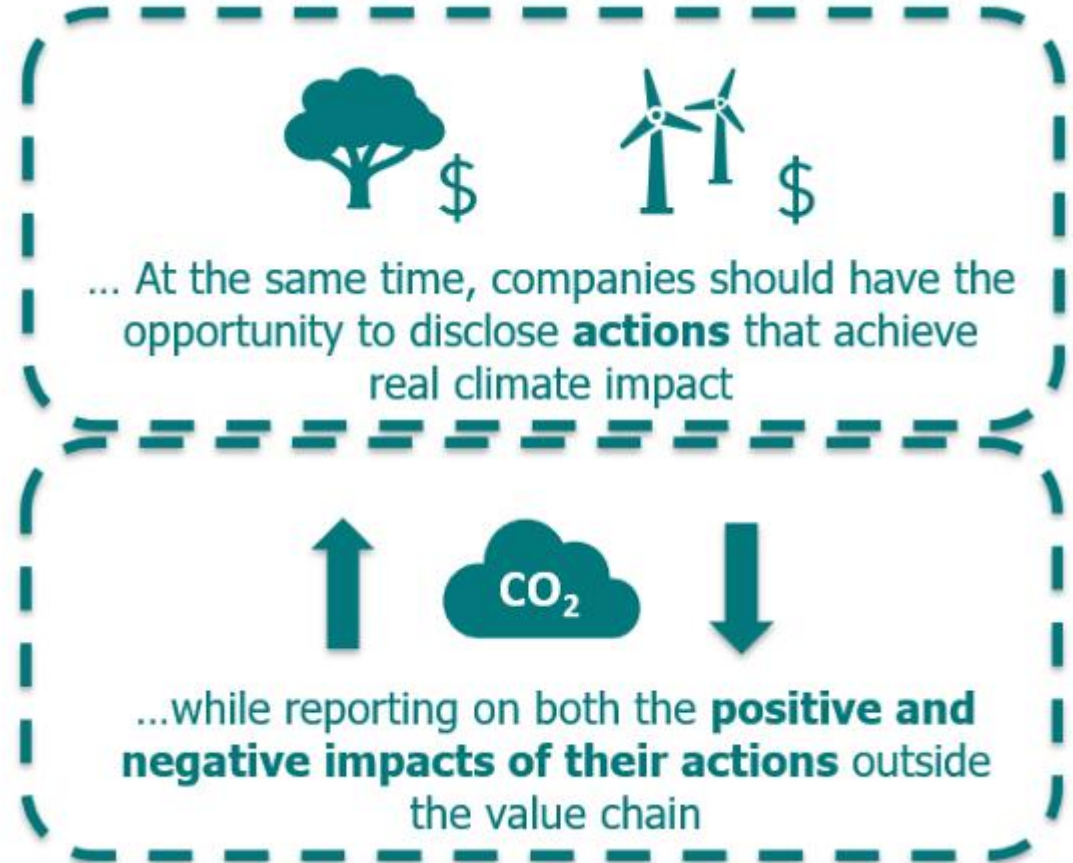 $ $
... At the same time, companies should have the
opportunity to disclose actions that achieve
real climate impact
CO₂
...while reporting on both the positive and
negative impacts of their actions outside
the value chain